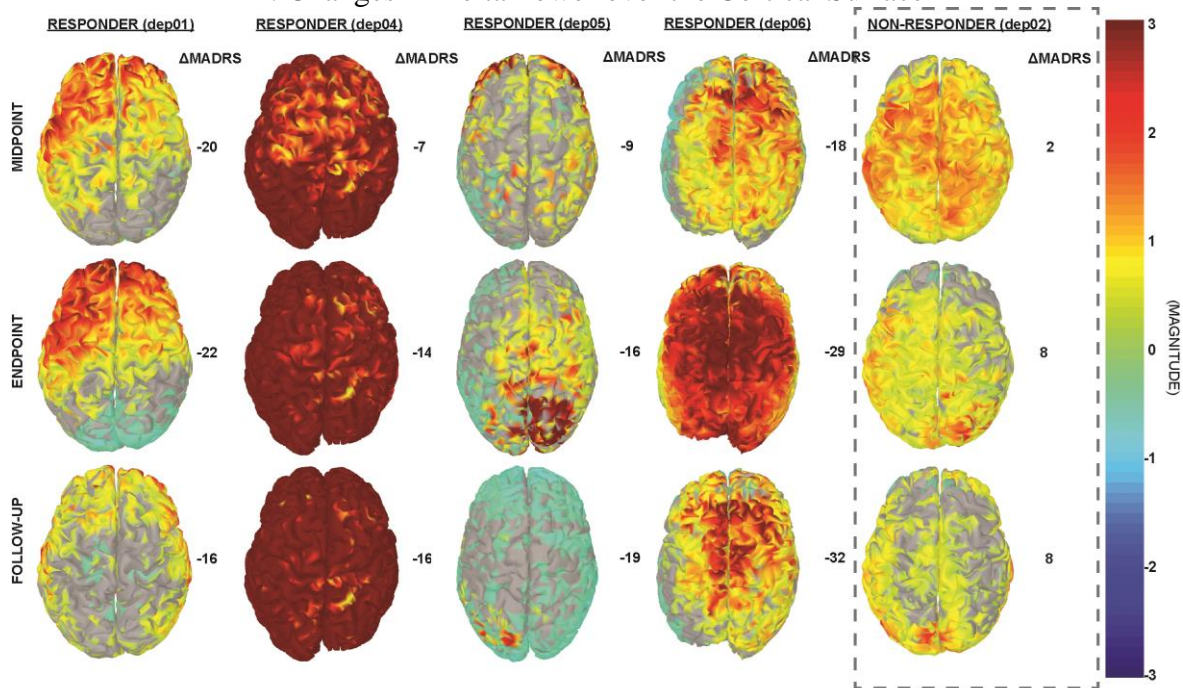 RESPONDER (dep01) RESPONDER (dep04) RESPONDER (dep05) RESPONDER (dep06) NON-RESPONDER (dep02)
ΔMADRS ΔMADRS ΔMADRS ΔMADRS ΔMADRS
MIDPOINT -20 -7 -9 -18 2
ENDPOINT -22 -14 -16 -29 8
FOLLOW-UP -16 -16 -19 -32 8
3
2
1
0
-1
-2
-3
(MAGNITUDE)